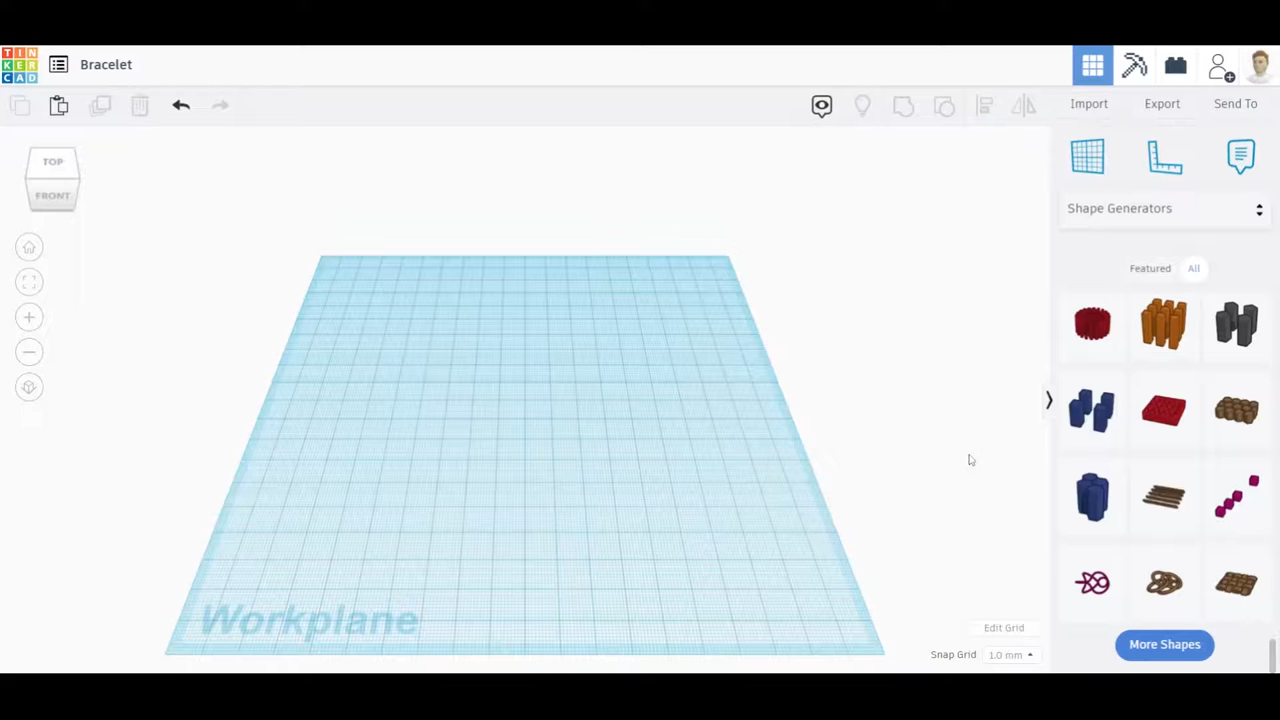 TIN
KER
CAD
Bracelet
Import
Export
Send To
TOP
FRONT
Shape Generators
Featured
All
Workplane
Edit Grid
Snap Grid
1.0 mm
More Shapes